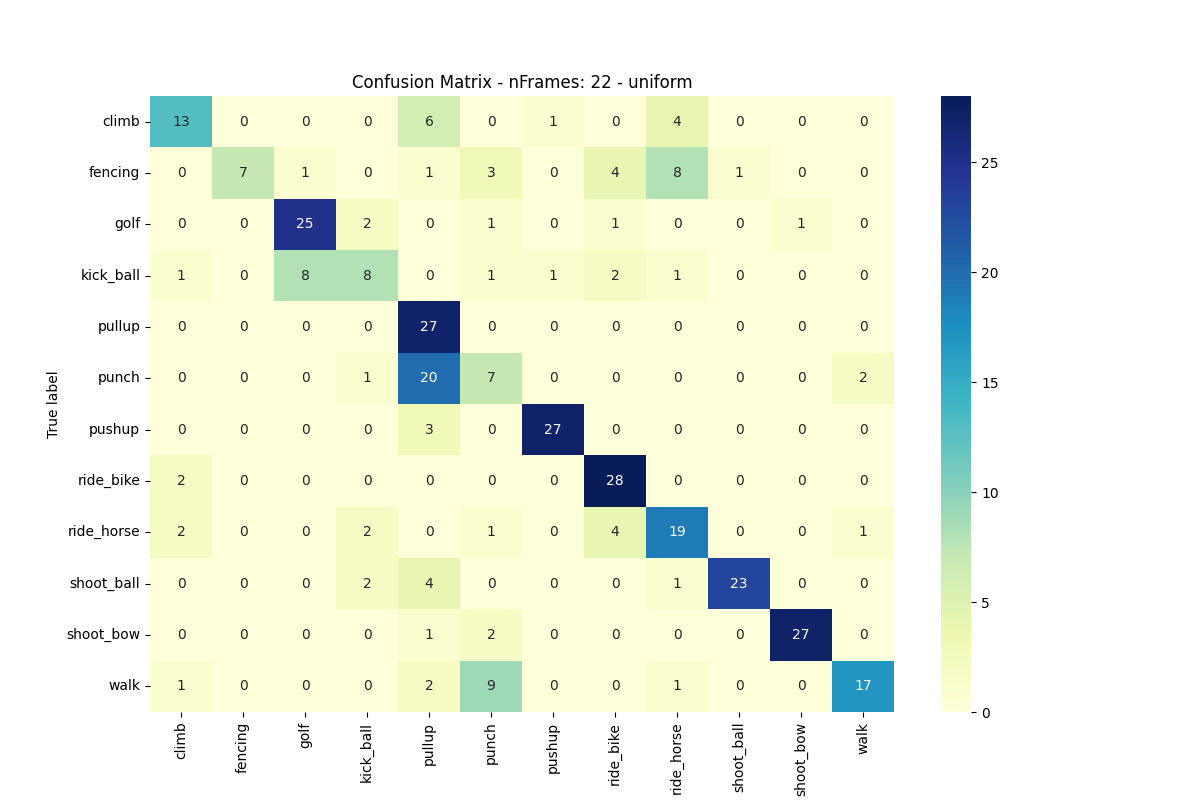 Confusion Matrix - nFrames: 22 - uniform
True label
climb 13 0 0 0 6 0 1 0 4 0 0 0
fencing 0 7 1 0 1 3 0 4 8 1 0 0
golf 0 0 25 2 0 1 0 1 0 0 1 0
kick_ball 1 0 8 8 0 1 1 2 1 0 0 0
pullup 0 0 0 0 27 0 0 0 0 0 0 0
punch 0 0 0 1 20 7 0 0 0 0 0 2
pushup 0 0 0 0 3 0 27 0 0 0 0 0
ride_bike 2 0 0 0 0 0 0 28 0 0 0 0
ride_horse 2 0 0 2 0 1 0 4 19 0 0 1
shoot_ball 0 0 0 2 4 0 0 0 1 23 0 0
shoot_bow 0 0 0 0 1 2 0 0 0 0 27 0
walk 1 0 0 0 2 9 0 0 1 0 0 17
climb fencing golf kick_ball pullup punch pushup ride_bike ride_horse shoot_ball shoot_bow walk
25
20
15
10
5
0